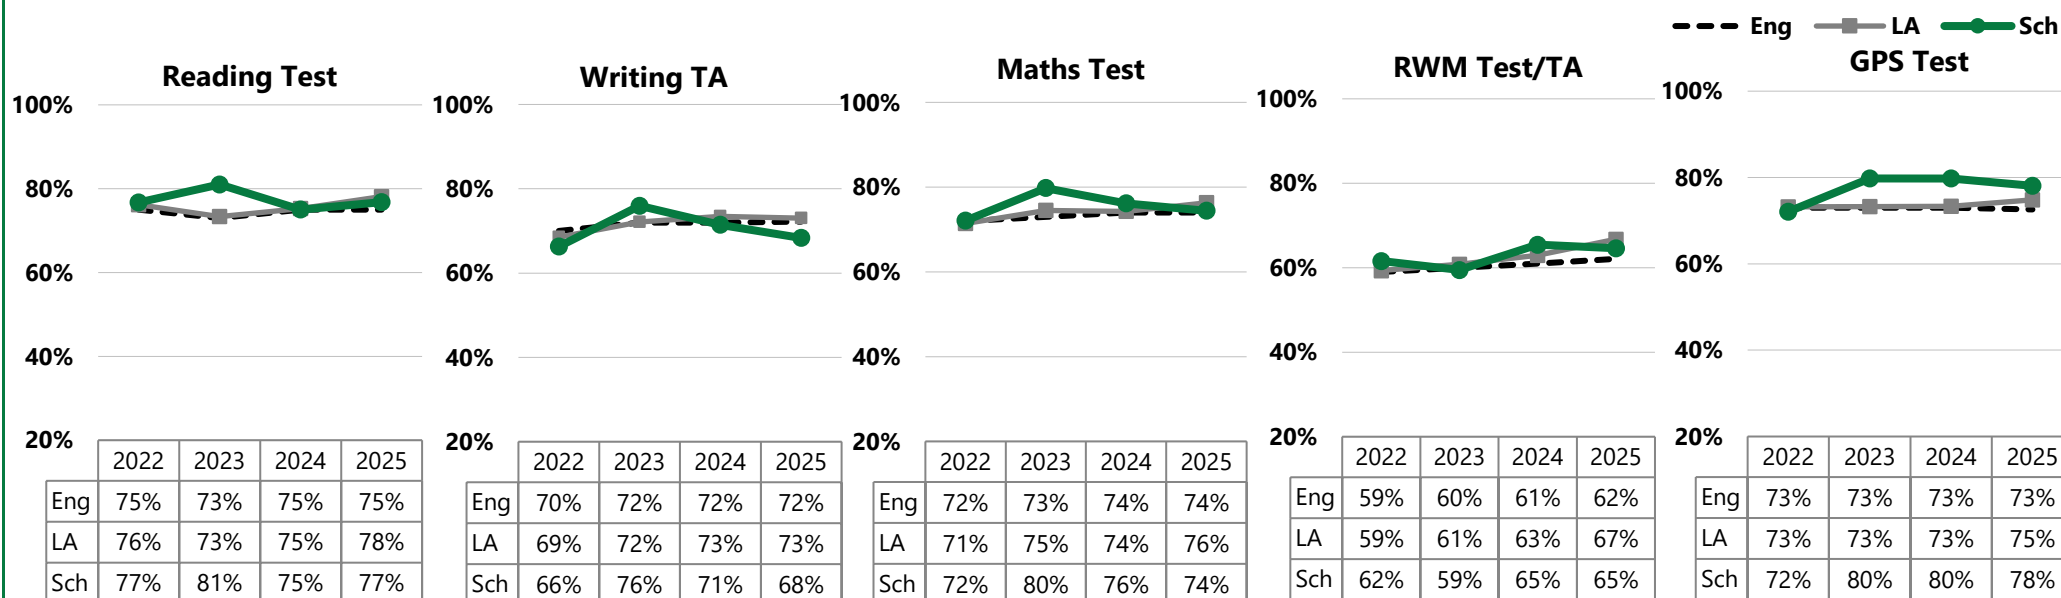 Eng LA Sch
Reading Test
100%
80%
60%
40%
20%
2022 2023 2024 2025
Eng 75% 73% 75% 75%
LA 76% 73% 75% 78%
Sch 77% 81% 75% 77%
Writing TA
100%
80%
60%
40%
20%
2022 2023 2024 2025
Eng 70% 72% 72% 72%
LA 69% 72% 73% 73%
Sch 66% 76% 71% 68%
Maths Test
100%
80%
60%
40%
20%
2022 2023 2024 2025
Eng 72% 73% 74% 74%
LA 71% 75% 74% 76%
Sch 72% 80% 76% 74%
RWM Test/TA
100%
80%
60%
40%
20%
2022 2023 2024 2025
Eng 59% 60% 61% 62%
LA 59% 61% 63% 67%
Sch 62% 59% 65% 65%
GPS Test
100%
80%
60%
40%
20%
2022 2023 2024 2025
Eng 73% 73% 73% 73%
LA 73% 73% 73% 75%
Sch 72% 80% 80% 78%